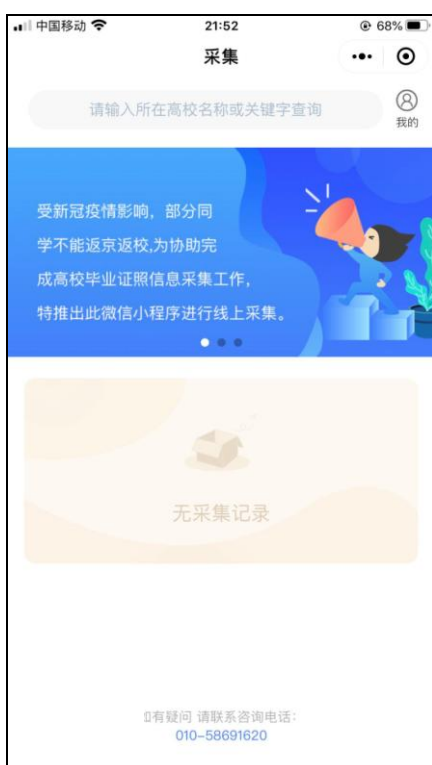 中国移动
21:52
68%
采集
请输入所在高校名称或关键字查询
我的
受新冠疫情影响，部分同
学不能返京返校,为协助完
成高校毕业证照信息采集工作，
特推出此微信小程序进行线上采集。
无采集记录
有疑问 请联系咨询电话：
010-58691620